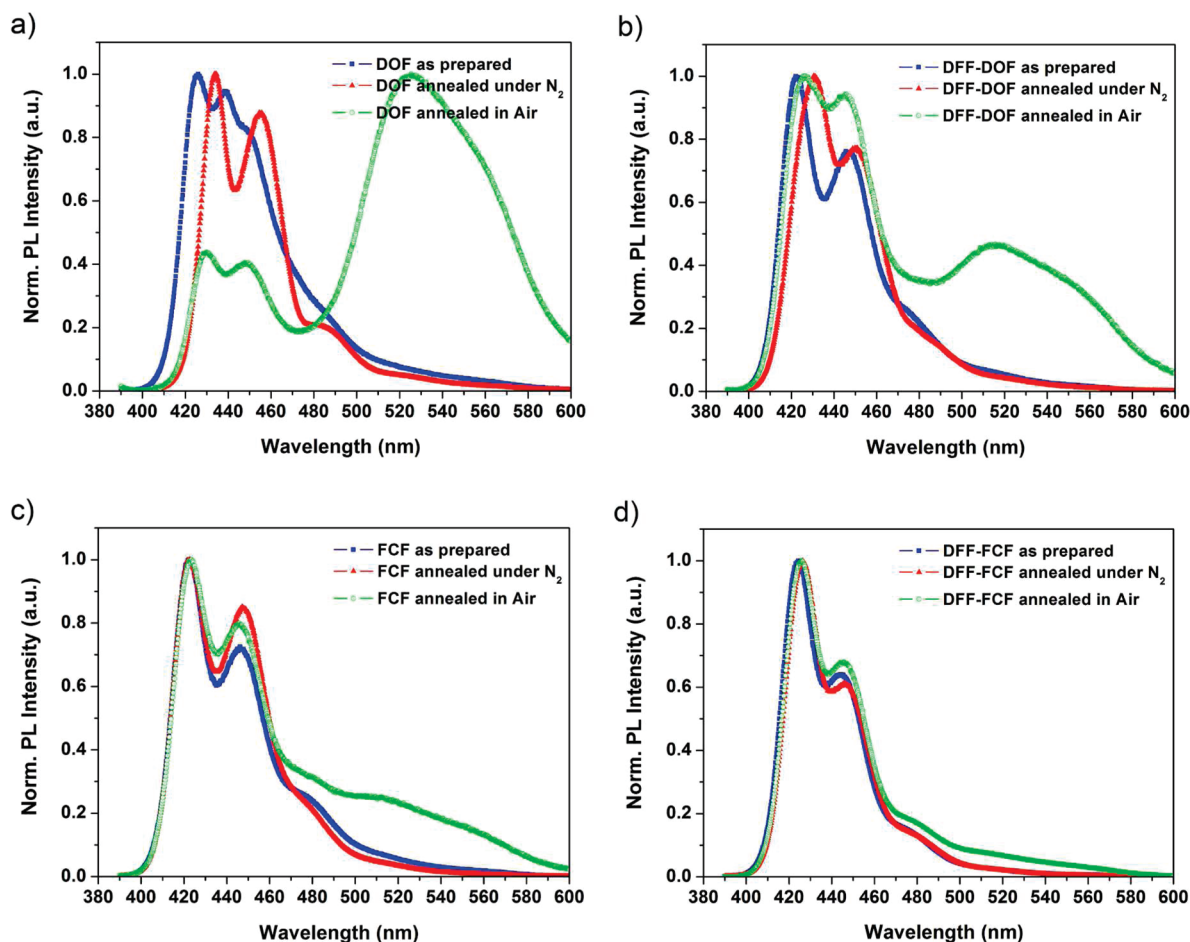 a)
DOF as prepared
DOF annealed under N2
DOF annealed in Air
Norm. PL Intensity (a.u.)
1.0
0.8
0.6
0.4
0.2
0.0
380 400 420 440 460 480 500 520 540 560 580 600
Wavelength (nm)
b)
DFF-DOF as prepared
DFF-DOF annealed under N2
DFF-DOF annealed in Air
Norm. PL Intensity (a.u.)
1.0
0.8
0.6
0.4
0.2
0.0
380 400 420 440 460 480 500 520 540 560 580 600
Wavelength (nm)
c)
FCF as prepared
FCF annealed under N2
FCF annealed in Air
Norm. PL Intensity (a.u.)
1.0
0.8
0.6
0.4
0.2
0.0
380 400 420 440 460 480 500 520 540 560 580 600
Wavelength (nm)
d)
DFF-FCF as prepared
DFF-FCF annealed under N2
DFF-FCF annealed in Air
Norm. PL Intensity (a.u.)
1.0
0.8
0.6
0.4
0.2
0.0
380 400 420 440 460 480 500 520 540 560 580 600
Wavelength (nm)